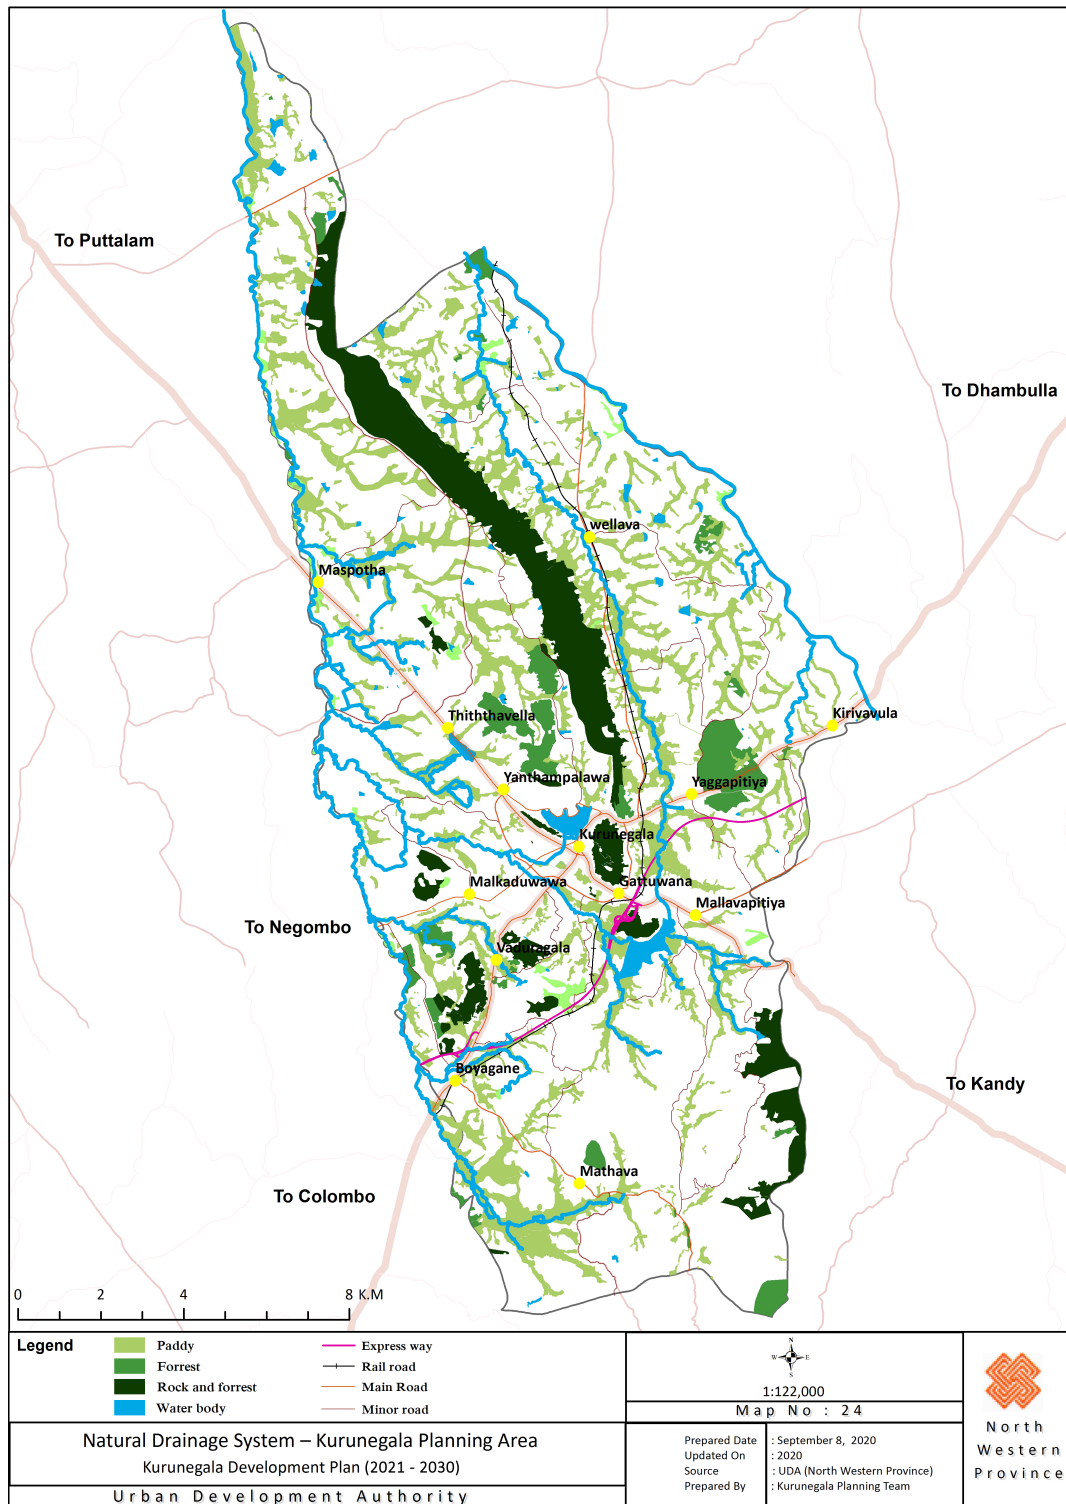 To Puttalam
To Dhambulla
wellava
Maspotha
Kirivavula
Thiththavella
Yanthampalawa
Yaggapitiya
Kurunegala
Malkaduwawa
Gattuwana
Mallavapitiya
To Negombo
Vaduragala
Boyagane
To Kandy
Mathava
To Colombo
0 2 4 8 K.M
Legend
Paddy
Forrest
Rock and forrest
Water body
Express way
Rail road
Main Road
Minor road
N
W E
S
1:122,000
Map No : 24
Natural Drainage System – Kurunegala Planning Area
Kurunegala Development Plan (2021 - 2030)
Urban Development Authority
Prepared Date : September 8, 2020
Updated On : 2020
Source : UDA (North Western Province)
Prepared By : Kurunegala Planning Team
North
Western
Province